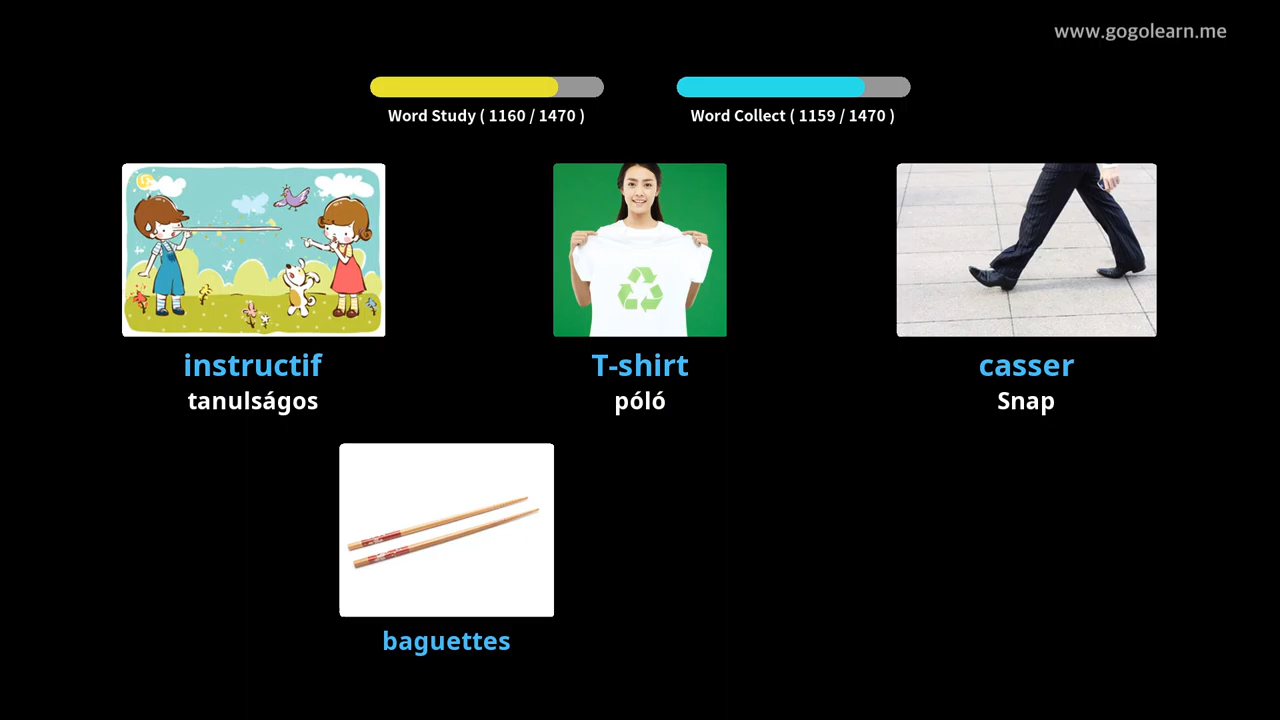 www.gogolearn.me
Word Study ( 1160 / 1470 )
Word Collect ( 1159 / 1470 )
instructif
tanulságos
T-shirt
póló
casser
Snap
baguettes